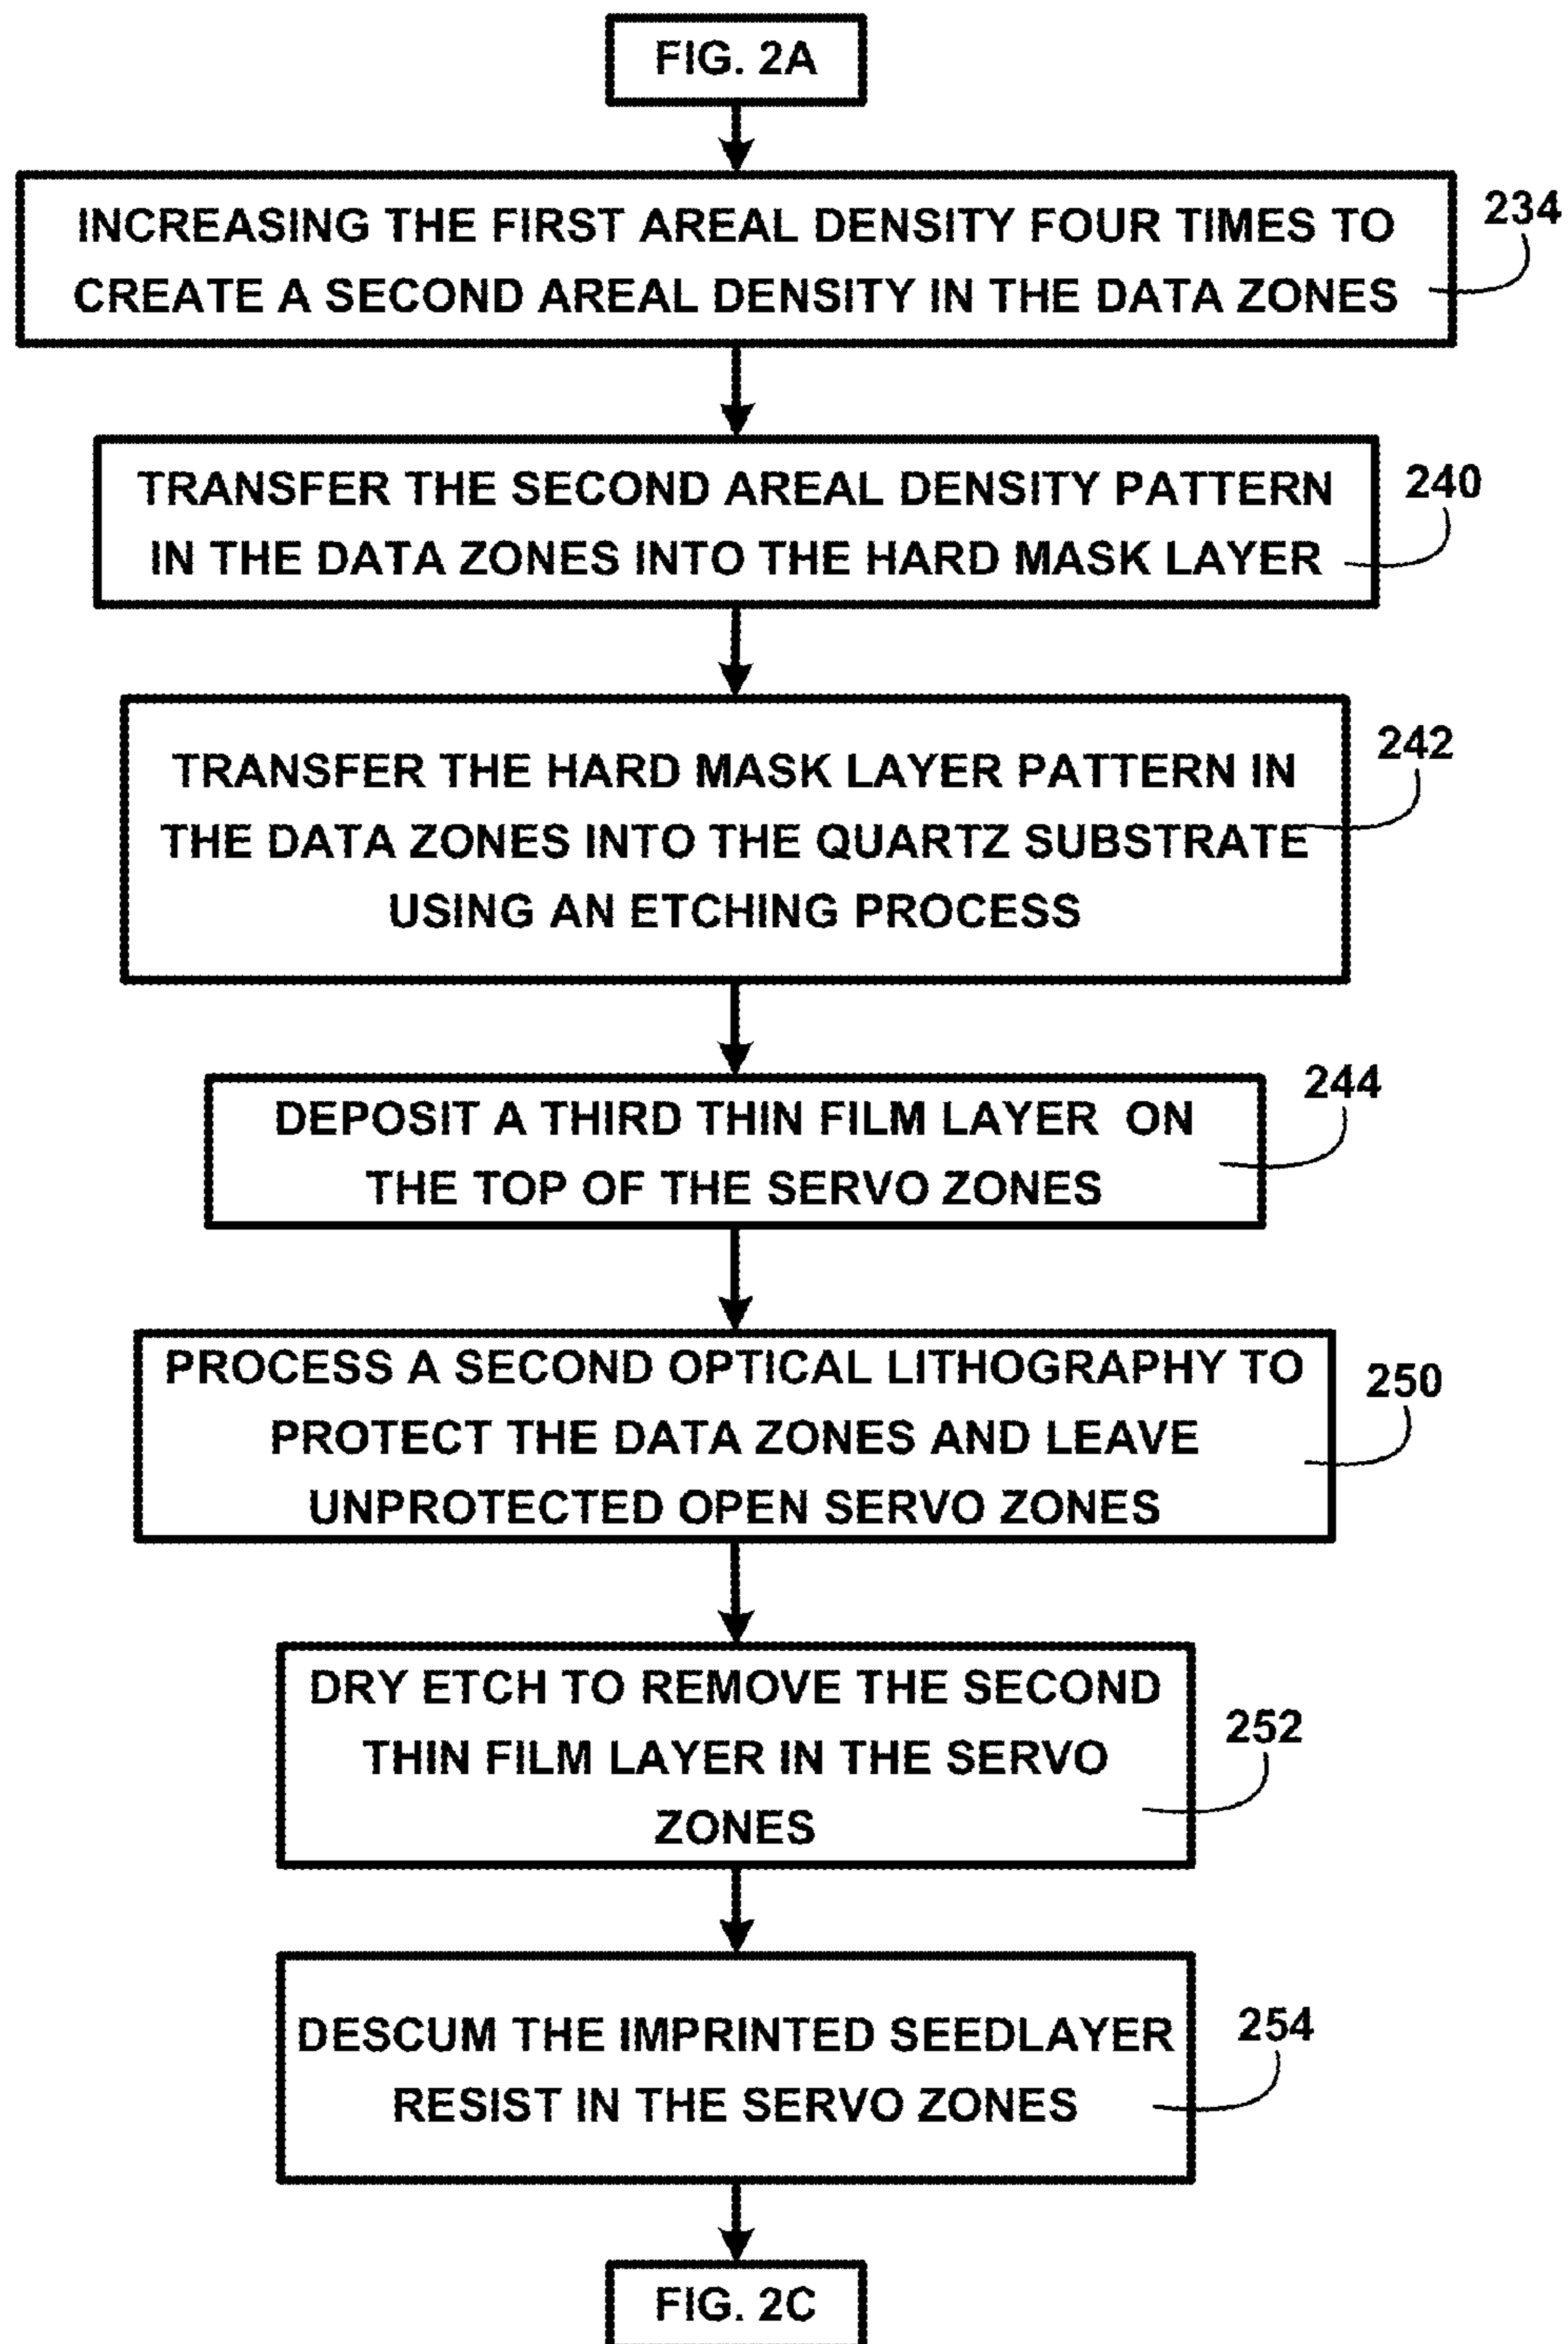 FIG. 2A
INCREASING THE FIRST AREAL DENSITY FOUR TIMES TO
CREATE A SECOND AREAL DENSITY IN THE DATA ZONES
234
TRANSFER THE SECOND AREAL DENSITY PATTERN
IN THE DATA ZONES INTO THE HARD MASK LAYER
240
TRANSFER THE HARD MASK LAYER PATTERN IN
THE DATA ZONES INTO THE QUARTZ SUBSTRATE
USING AN ETCHING PROCESS
242
DEPOSIT A THIRD THIN FILM LAYER ON
THE TOP OF THE SERVO ZONES
244
PROCESS A SECOND OPTICAL LITHOGRAPHY TO
PROTECT THE DATA ZONES AND LEAVE
UNPROTECTED OPEN SERVO ZONES
250
DRY ETCH TO REMOVE THE SECOND
THIN FILM LAYER IN THE SERVO
ZONES
252
DESCUM THE IMPRINTED SEEDLAYER
RESIST IN THE SERVO ZONES
254
FIG. 2C